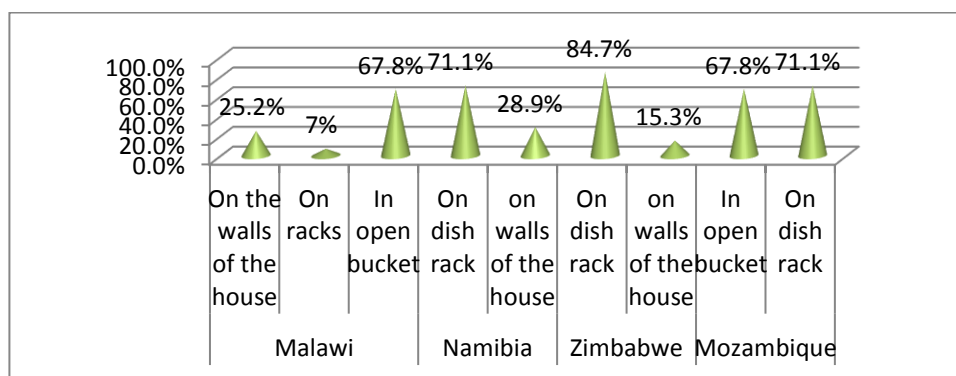 84.7%
67.8% 71.1% 67.8% 71.1%
100.0%
80.0%
60.0% 25.2% 28.9%
40.0% 7% 15.3%
20.0%
0.0%
On the On In On on On on In On
walls racks open dish walls dish walls open dish
of the bucket rack of the rack of the bucket rack
house house house
Malawi Namibia Zimbabwe Mozambique